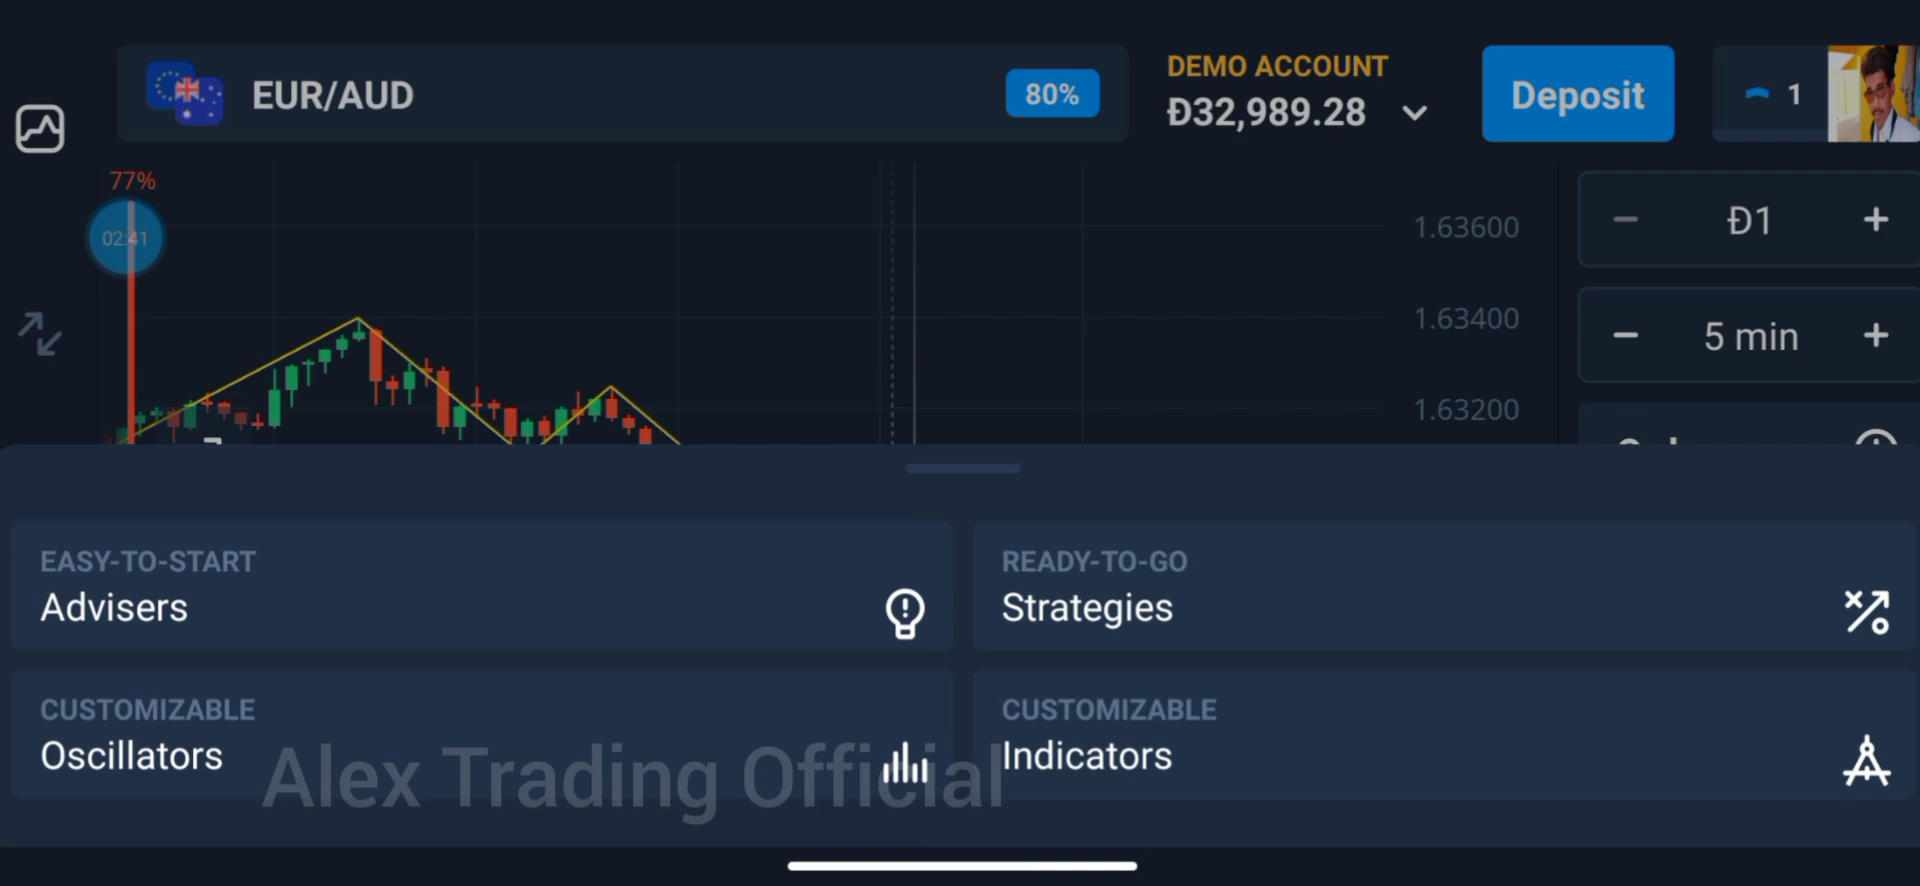 EUR/AUD
80%
DEMO ACCOUNT
Đ32,989.28
Deposit
1
77%
02:41
1.63600
1.63400
1.63200
Đ1
5 min
EASY-TO-START
Advisers
READY-TO-GO
Strategies
CUSTOMIZABLE
Oscillators
CUSTOMIZABLE
Indicators
Alex Trading Official